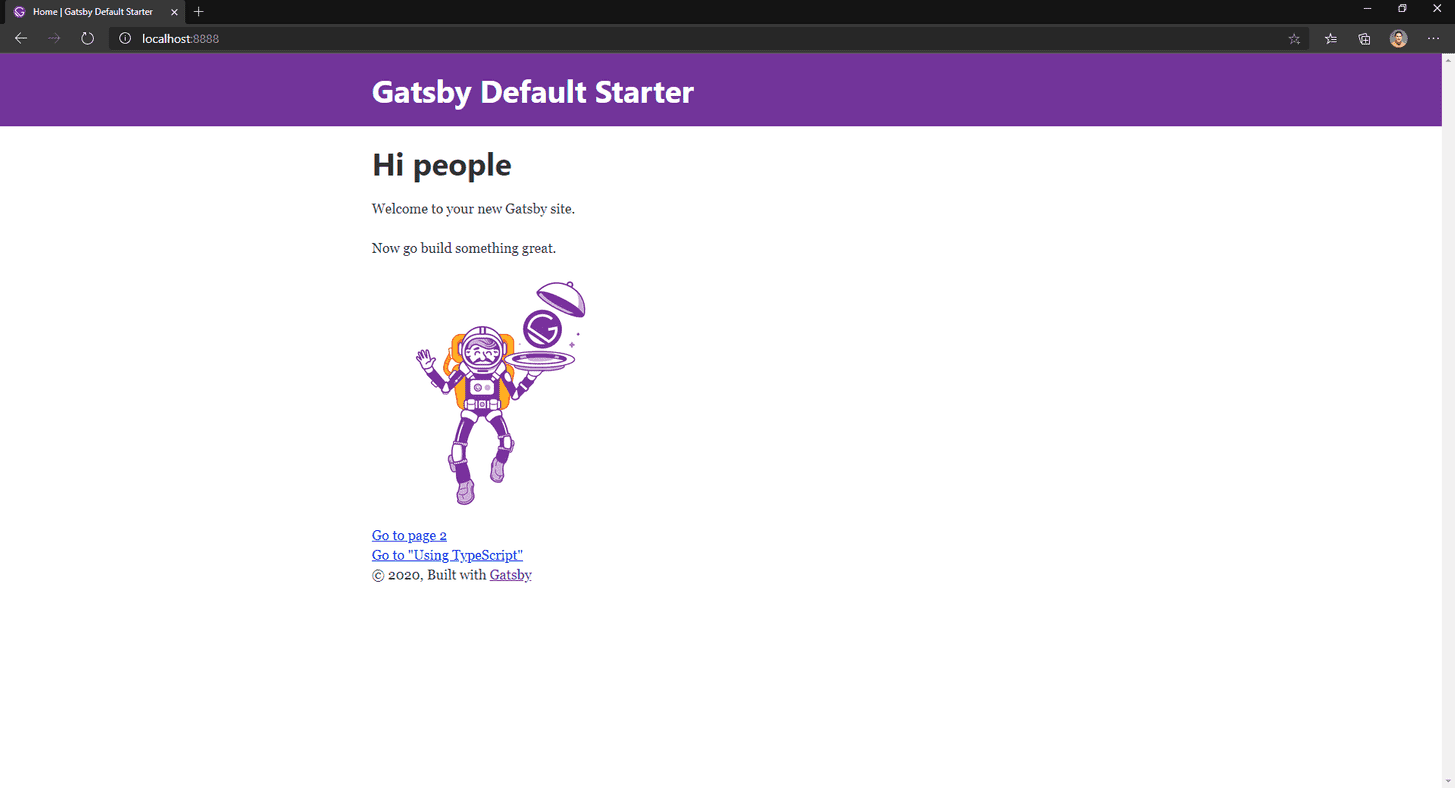 Home | Gatsby Default Starter
localhost:8888
Gatsby Default Starter
Hi people
Welcome to your new Gatsby site.
Now go build something great.
Go to page 2
Go to "Using TypeScript"
© 2020, Built with Gatsby